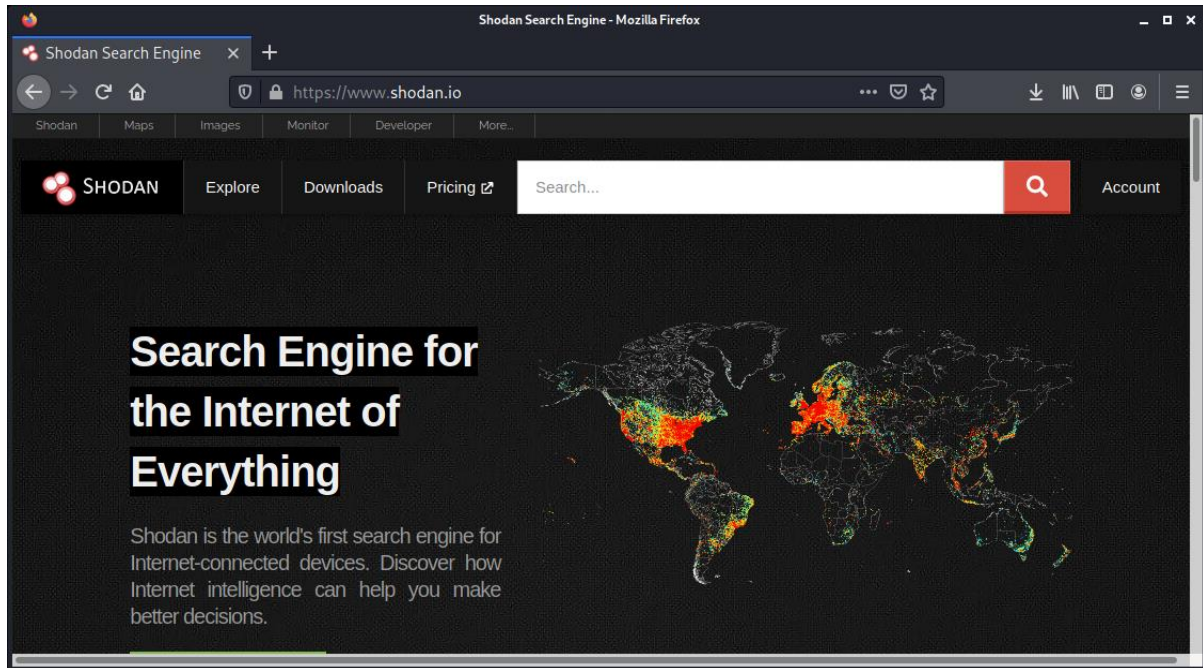 Shodan Search Engine - Mozilla Firefox
Shodan Search Engine
https://www.shodan.io
Shodan Maps Images Monitor Developer More...
SHODAN Explore Downloads Pricing Search... Account
Search Engine for
the Internet of
Everything
Shodan is the world's first search engine for
Internet-connected devices. Discover how
Internet intelligence can help you make
better decisions.